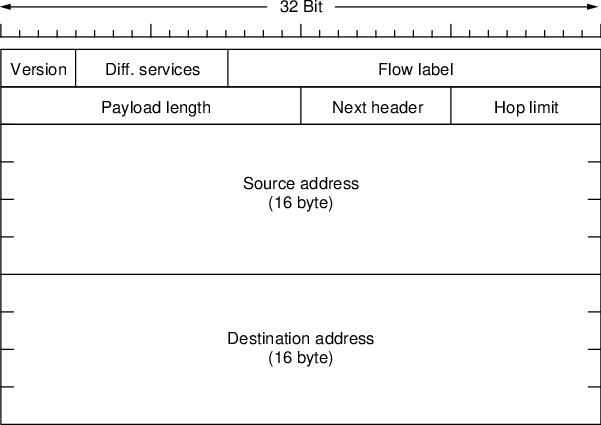 32 Bit
Version Diff. services Flow label
Payload length Next header Hop limit
Source address
(16 byte)
Destination address
(16 byte)